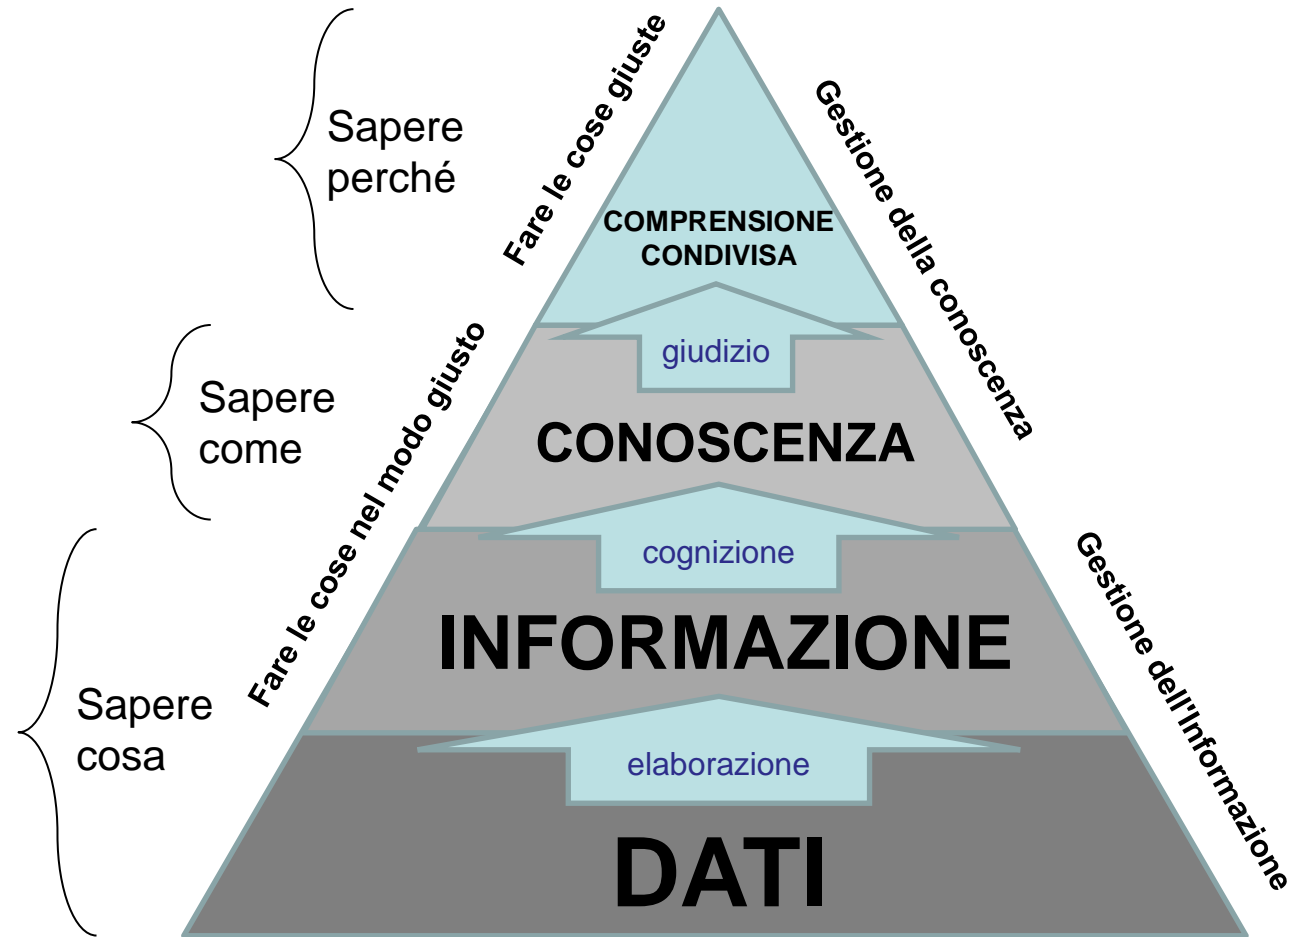 Sapere
perché
Fare le cose giuste
Gestione della conoscenza
COMPRENSIONE
CONDIVISA
giudizio
Sapere
come
Fare le cose nel modo giusto
CONOSCENZA
cognizione
Gestione dell'Informazione
INFORMAZIONE
Sapere
cosa
elaborazione
DATI